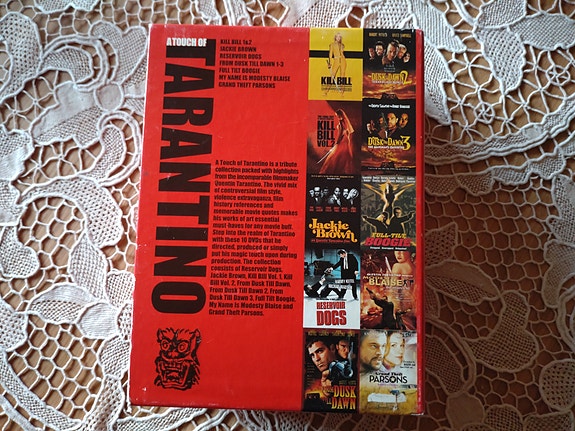 A TOUCH OF
TARANTINO
KILL BILL 1&2
JACKIE BROWN
RESERVOIR DOGS
FROM DUSK TILL DAWN 1-3
FULL TILT BOOGIE
MY NAME IS MODESTY BLAISE
GRAND THEFT PARSONS
A Touch of Tarantino is a tribute
collection packed with highlights
from the incomparable filmmaker
Quentin Tarantino. The vivid mix
of controversial film style,
violence extravaganza, film
history references and
memorable movie quotes makes
his works of art essential
must-haves for any movie buff.
Step into the realm of Tarantino
with these 10 DVDs that he
directed, produced or simply
put his magic touch upon during
production. The collection
consists of Reservoir Dogs,
Jackie Brown, Kill Bill Vol. 1, Kill
Bill Vol. 2, From Dusk Till Dawn,
From Dusk Till Dawn 2, From
Dusk Till Dawn 3, Full Tilt Boogie,
My Name is Modesty Blaise and
Grand Theft Parsons.
KILL BILL
DUSK DAWN 2
KILL
BILL
VOL.2
DUSK DAWN 3
Jackie
Brown
FULL-TILT
BOOGIE
HARVEY KEITEL
RESERVOIR
DOGS
BLAISE
DUSK
DAWN
Grand Theft
PARSONS